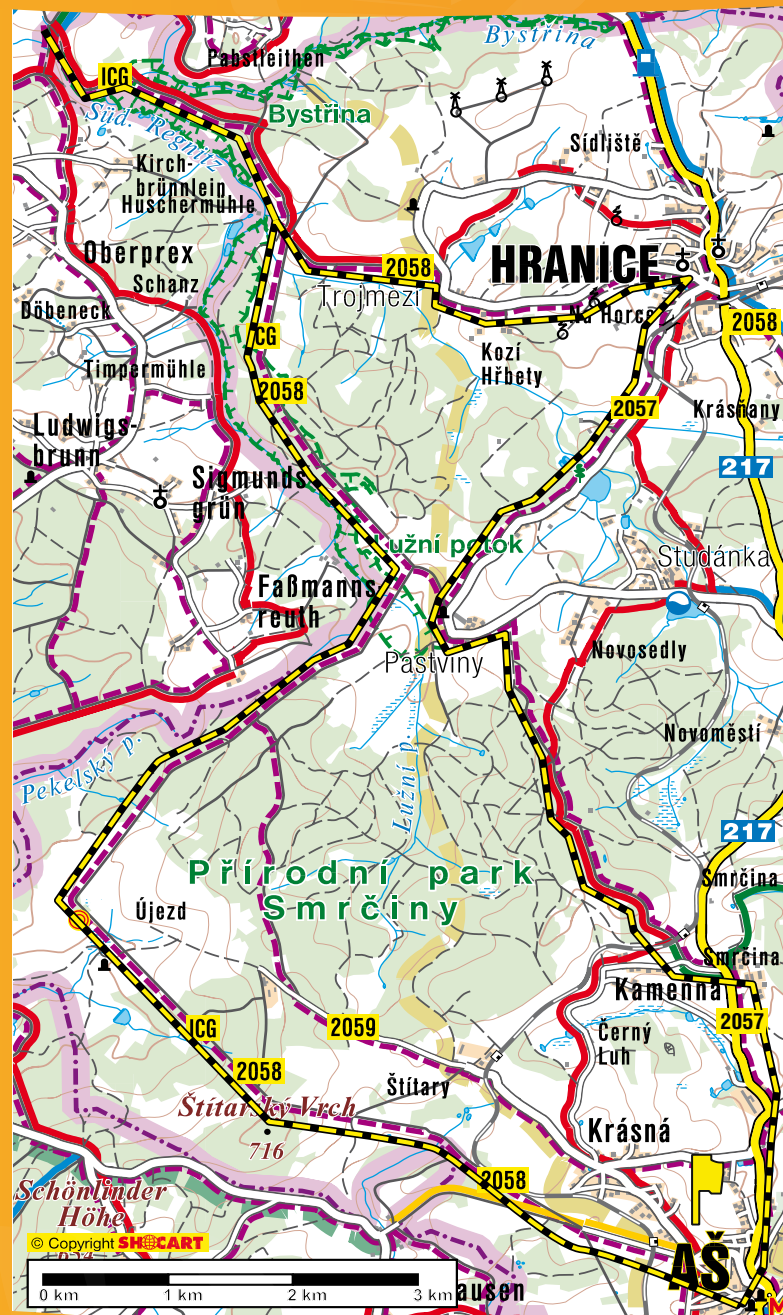 Pabstleithen
Bystřina
ICG
Bystřina
Süd. Regnitz
Sídliště
Kirch-
brünnlein
Huschermühle
Oberprex
HRANICE
2058
Schanz
Trojmezí
Döbeneck
Na Horce
2058
CG
Kozí
Hřbety
Timpermühle
2058
2057
Krásňany
Ludwigs-
brunn
217
Sigmunds-
grün
Lužní potok
Studánka
Faßmanns-
reuth
Novosedly
Pastviny
Novoměstí
Pekelský p.
Lužní p.
217
Přírodní park
Smrčiny
Smrčina
Újezd
Smrčina
Kamenná
ICG
2059
2057
Černý
Luh
2058
Štítary
Štítarský Vrch
716
Krásná
2058
Schönlinder
Höhe
© Copyright SHOCART
AŠ
0 km 1 km 2 km 3 km
ausen